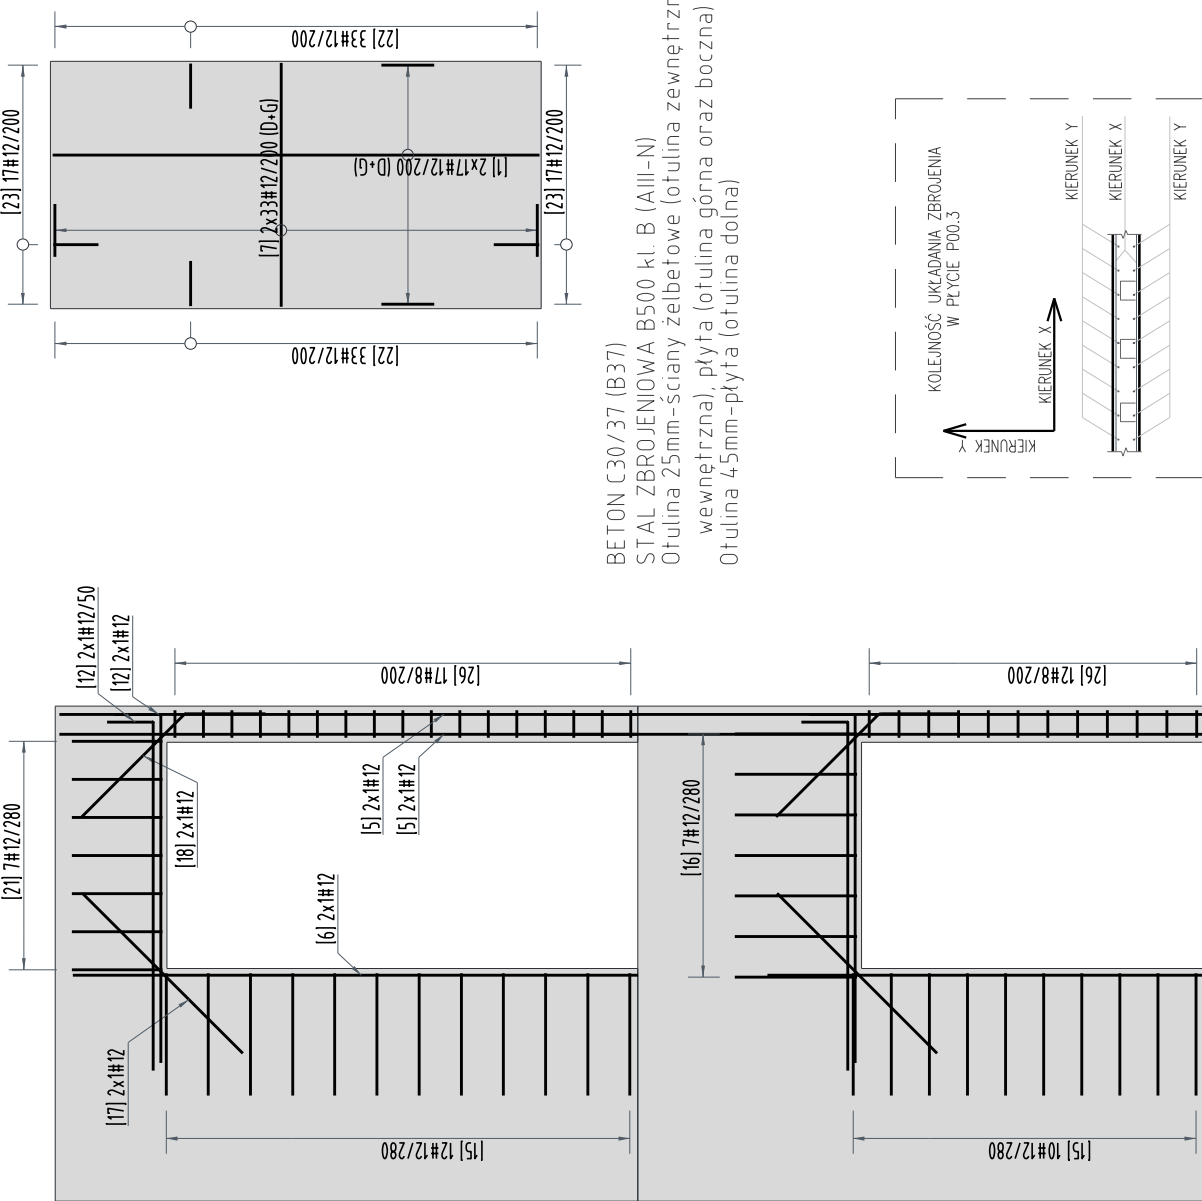 [22] 33#12/200
[23] 17#12/200
[7] 2x33#12/200 (D+G)
[1] 2x17#12/200 (D+G)
[23] 17#12/200
[22] 33#12/200
BETON C30/37 (B37)
STAL ZBROJENIOWA B500 kl. B (AIII-N)
Otulina 25mm-ściany żelbetowe (otulina
wewnętrzna), płyta (otulina górna oraz boczna)
Otulina 45mm-płyta (otulina dolna)
KOLEJNOŚĆ UKŁADANIA ZBROJENIA
W PŁYCIE P00.3
KIERUNEK X
KIERUNEK Y
KIERUNEK Y
KIERUNEK X
KIERUNEK Y
[12] 2x1#12/50
[12] 2x1#12
[26] 17#8/200
[21] 7#12/280
[18] 2x1#12
[5] 2x1#12
[5] 2x1#12
[6] 2x1#12
[17] 2x1#12
[15] 12#12/280
[26] 12#8/200
[16] 7#12/280
[15] 10#12/280